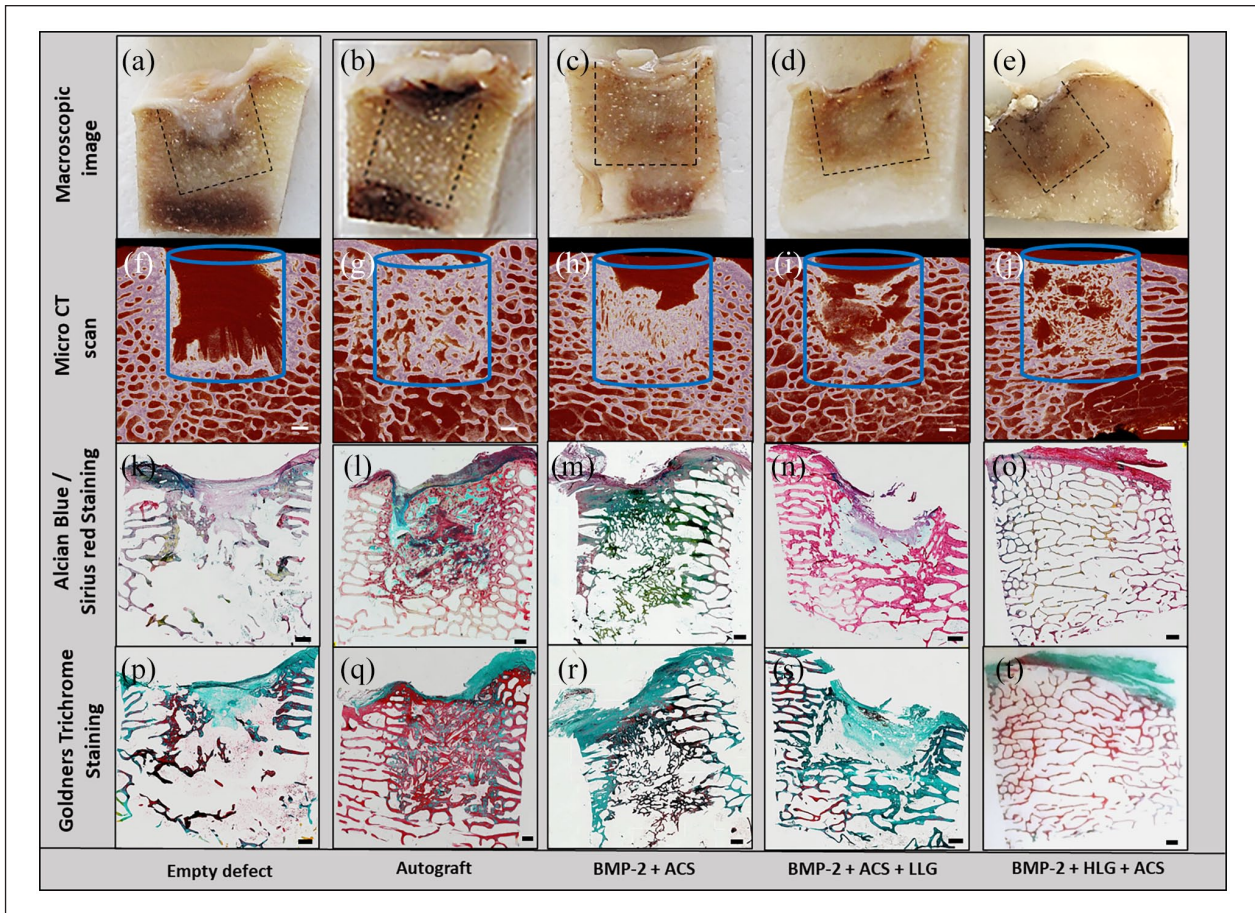 (a)
(b)
(c)
(d)
(e)
Macroscopic
image
(f)
(g)
(h)
(i)
(j)
Micro CT
scan
(k)
(l)
(m)
(n)
(o)
Alcian Blue /
Sirius red Staining
(p)
(q)
(r)
(s)
(t)
Goldners Trichrome
Staining
Empty defect
Autograft
BMP-2 + ACS
BMP-2 + ACS + LLG
BMP-2 + HLG + ACS